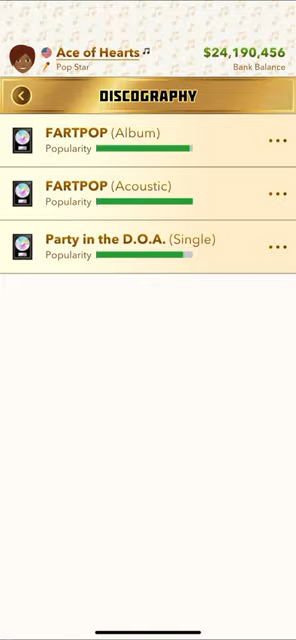 Ace of Hearts
$24,190,456
Pop Star
Bank Balance
DISCOGRAPHY
FARTPOP (Album)
Popularity
FARTPOP (Acoustic)
Popularity
Party in the D.O.A. (Single)
Popularity